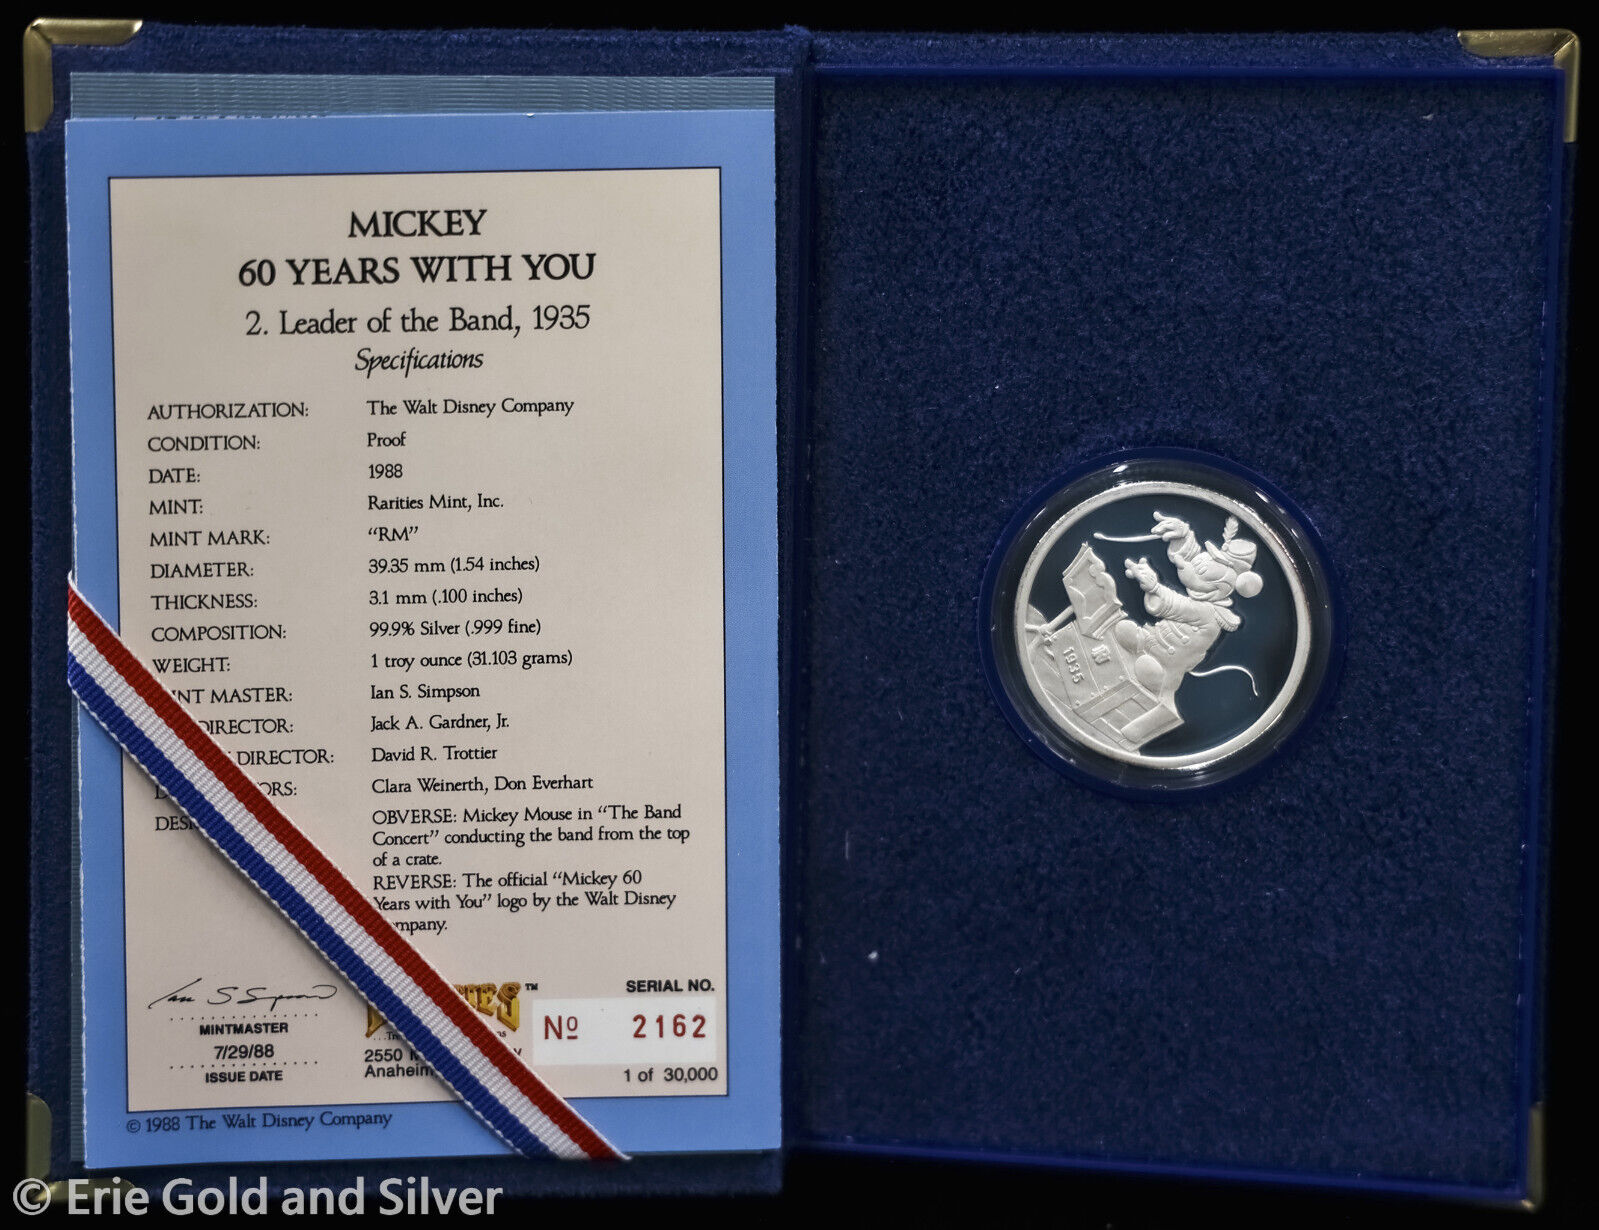 MICKEY
60 YEARS WITH YOU
2. Leader of the Band, 1935
Specifications
AUTHORIZATION: The Walt Disney Company
CONDITION: Proof
DATE: 1988
MINT: Rarities Mint, Inc.
MINT MARK: “RM”
DIAMETER: 39.35 mm (1.54 inches)
THICKNESS: 3.1 mm (.100 inches)
COMPOSITION: 99.9% Silver (.999 fine)
WEIGHT: 1 troy ounce (31.103 grams)
MASTER: Ian S. Simpson
DIRECTOR: Jack A. Gardner, Jr.
DIRECTOR: David R. Trottier
Clara Weinerth, Don Everhart
OBVERSE: Mickey Mouse in “The Band
Concert” conducting the band from the top
of a crate.
REVERSE: The official “Mickey 60
Years with You” logo by the Walt Disney
Ian S Simpson
MINTMASTER
7/29/88
ISSUE DATE
™
2550
Anaheim
SERIAL NO.
Nº 2162
1 of 30,000
© 1988 The Walt Disney Company
1935
© Erie Gold and Silver